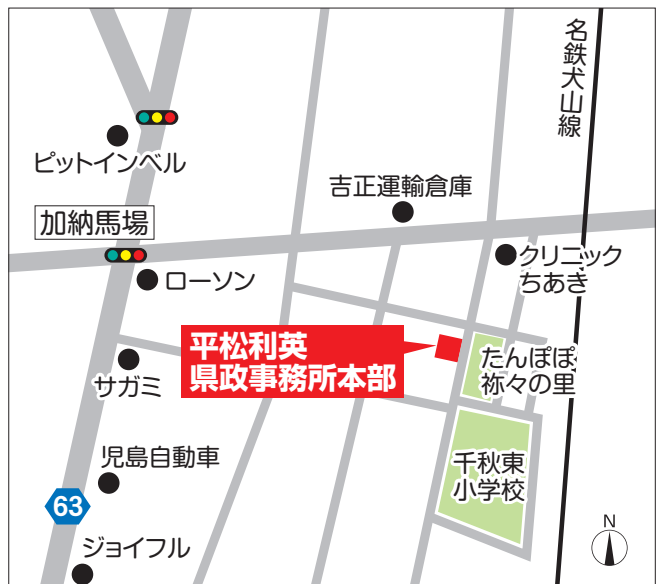 名鉄犬山線
ピットインベル
吉正運輸倉庫
加納馬場
クリニック
ちあき
ローソン
平松利英
県政事務所本部
たんぽぽ
祢々の里
サガミ
児島自動車
千秋東
小学校
63
ジョイフル
N